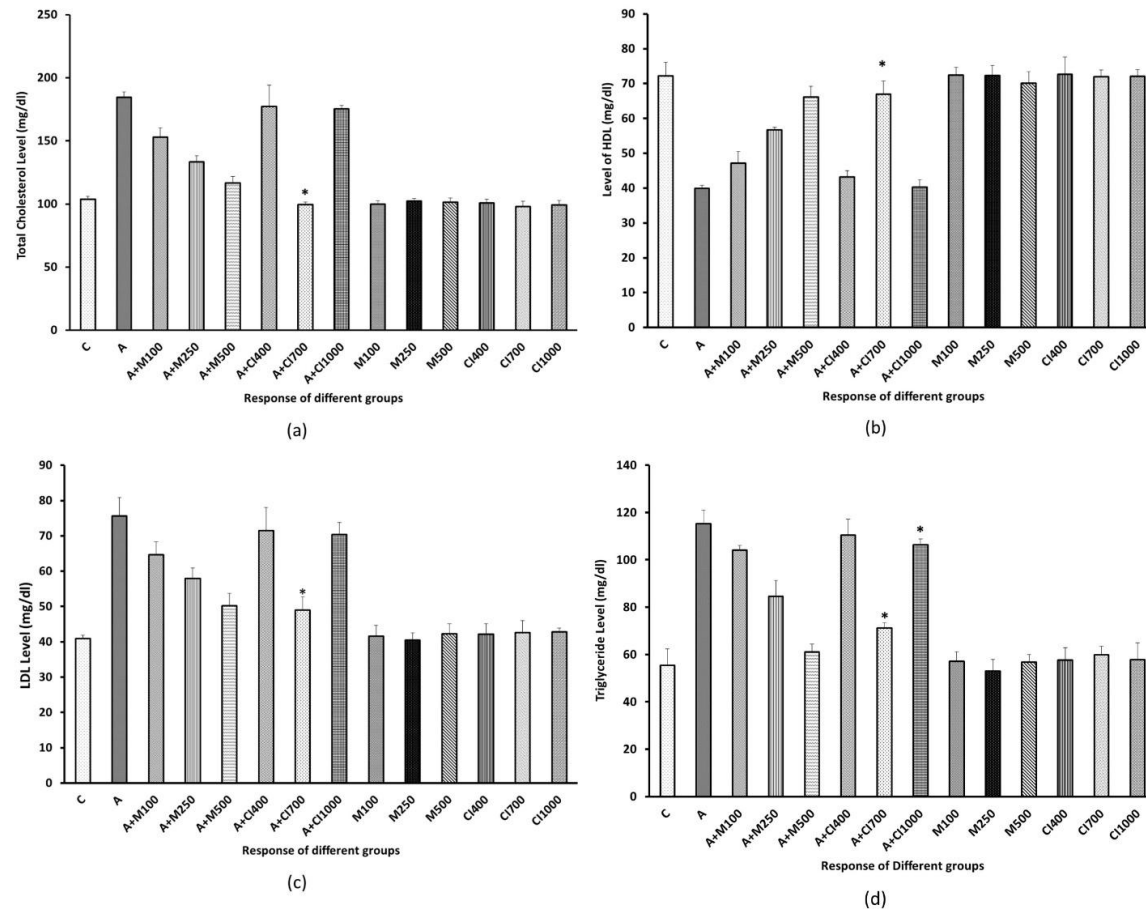 Total Cholesterol Level (mg/dl)
250
200
150
100
50
0
*
C
A
A+M100
A+M250
A+M500
A+CI400
A+CI700
A+CI1000
M100
M250
M500
CI400
CI700
CI1000
Response of different groups
(a)
Level of HDL (mg/dl)
90
80
70
60
50
40
30
20
10
0
*
C
A
A+M100
A+M250
A+M500
A+CI400
A+CI700
A+CI1000
M100
M250
M500
CI400
CI700
CI1000
Response of different groups
(b)
LDL Level (mg/dl)
90
80
70
60
50
40
30
20
10
0
*
C
A
A+M100
A+M250
A+M500
A+CI400
A+CI700
A+CI1000
M100
M250
M500
CI400
CI700
CI1000
Response of different groups
(c)
Triglyceride Level (mg/dl)
140
120
100
80
60
40
20
0
*
*
C
A
A+M100
A+M250
A+M500
A+CI400
A+CI700
A+CI1000
M100
M250
M500
CI400
CI700
CI1000
Response of Different groups
(d)